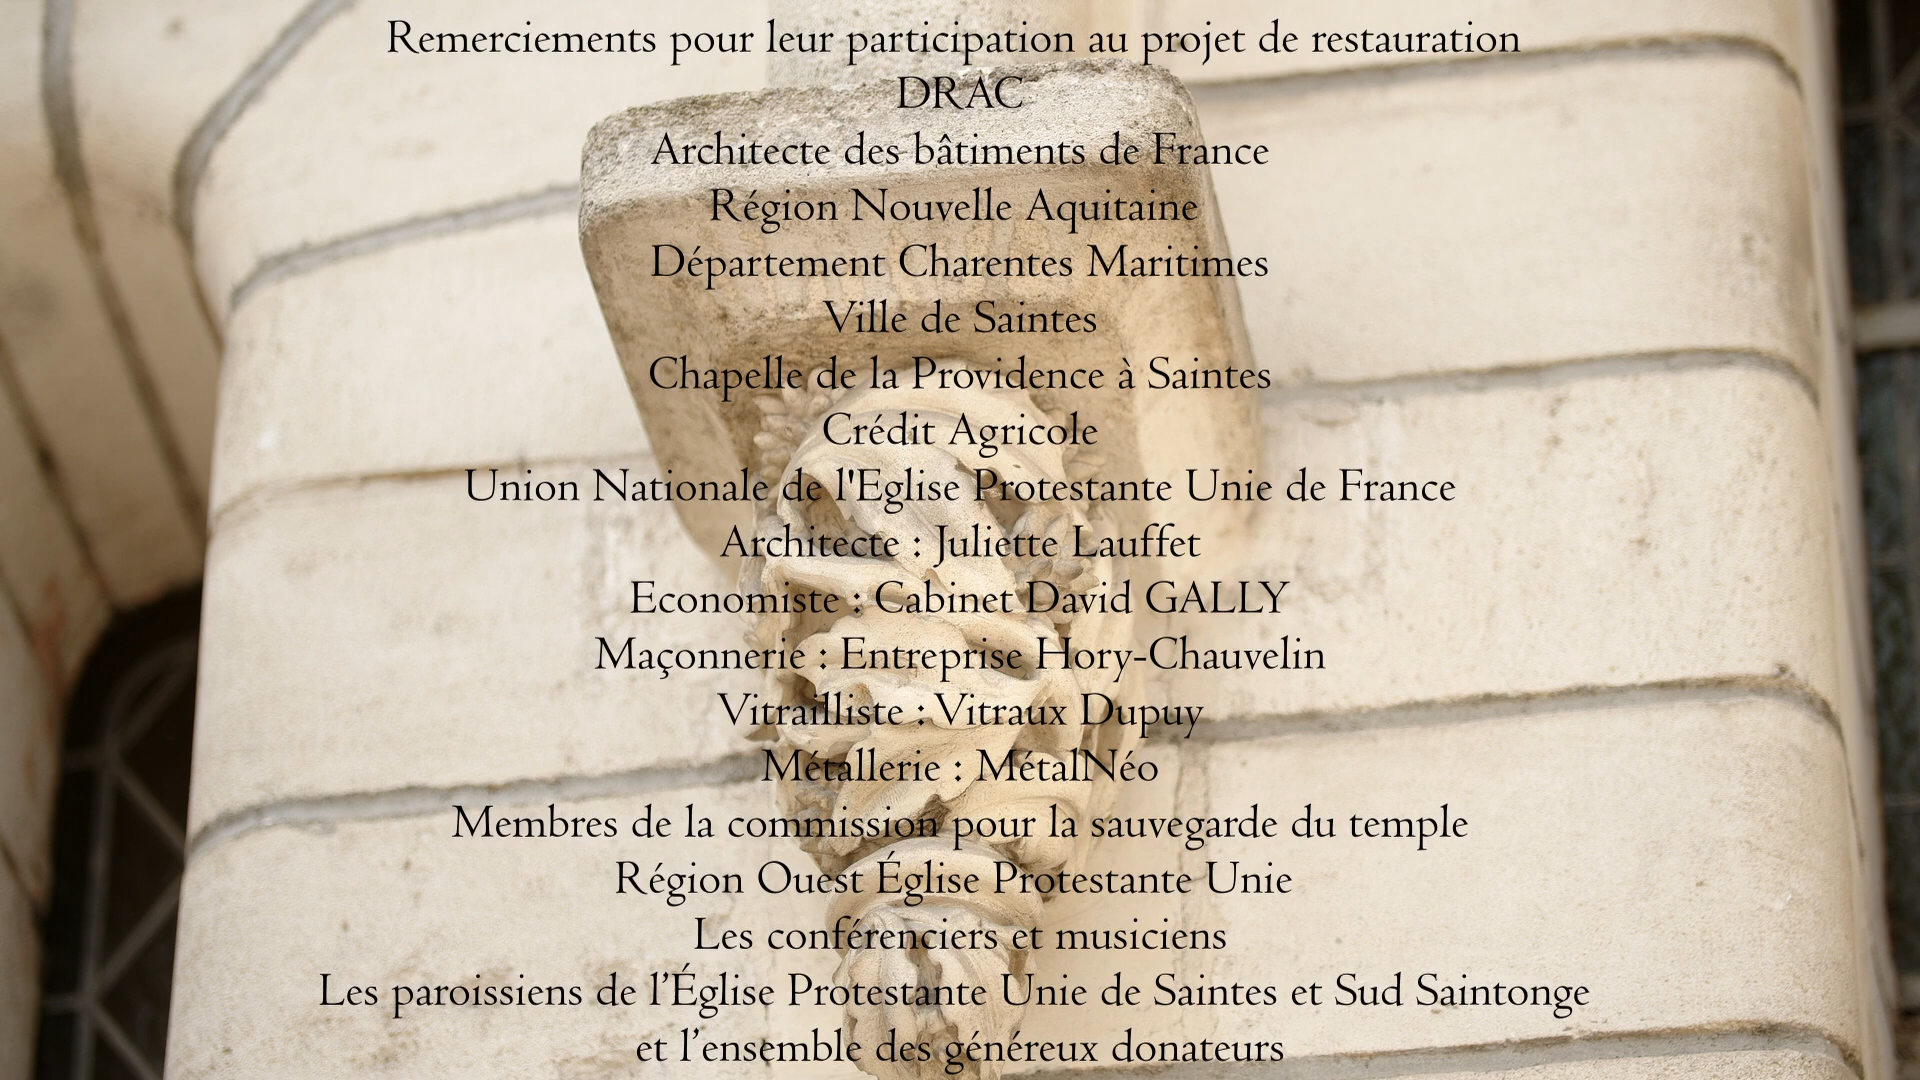 Remerciements pour leur participation au projet de restauration
DRAC
Architecte des bâtiments de France
Région Nouvelle Aquitaine
Département Charentes Maritimes
Ville de Saintes
Chapelle de la Providence à Saintes
Crédit Agricole
Union Nationale de l'Eglise Protestante Unie de France
Architecte : Juliette Lauffet
Economiste : Cabinet David GALLY
Maçonnerie : Entreprise Hory-Chauvelin
Vitrailliste : Vitraux Dupuy
Métallerie : MétalNéo
Membres de la commission pour la sauvegarde du temple
Région Ouest Église Protestante Unie
Les conférenciers et musiciens
Les paroissiens de l’Église Protestante Unie de Saintes et Sud Saintonge
et l’ensemble des généreux donateurs